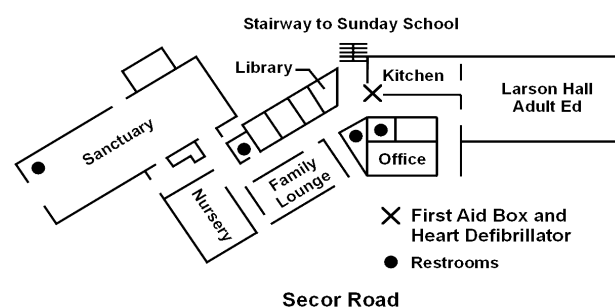 Stairway to Sunday School
Library
Kitchen
Larson Hall
Adult Ed
Sanctuary
Office
Family
Lounge
Nursery
First Aid Box and
Heart Defibrillator
Restrooms
Secor Road